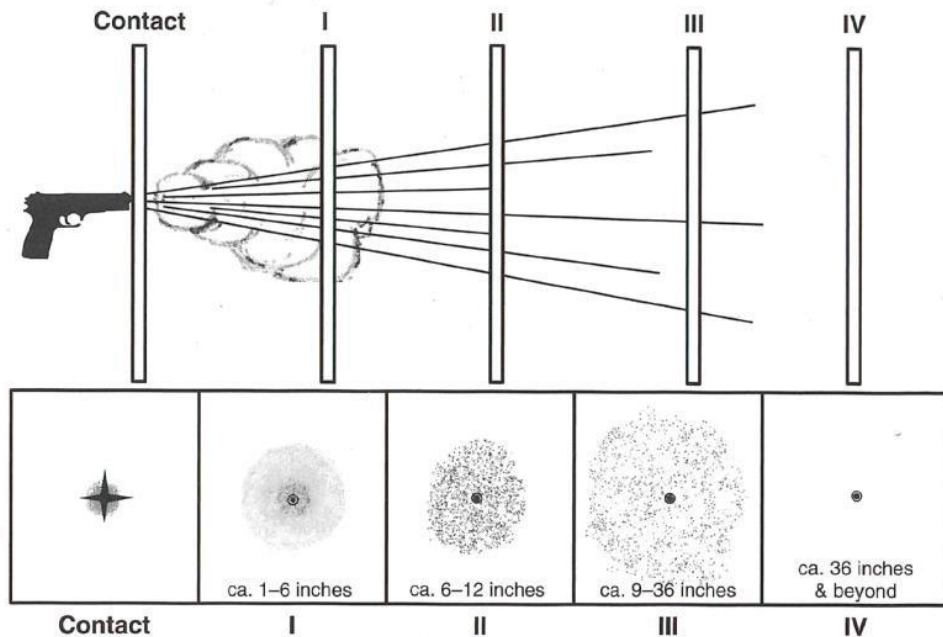 Contact I II III IV
ca. 1–6 inches ca. 6–12 inches ca. 9–36 inches ca. 36 inches
& beyond
Contact I II III IV